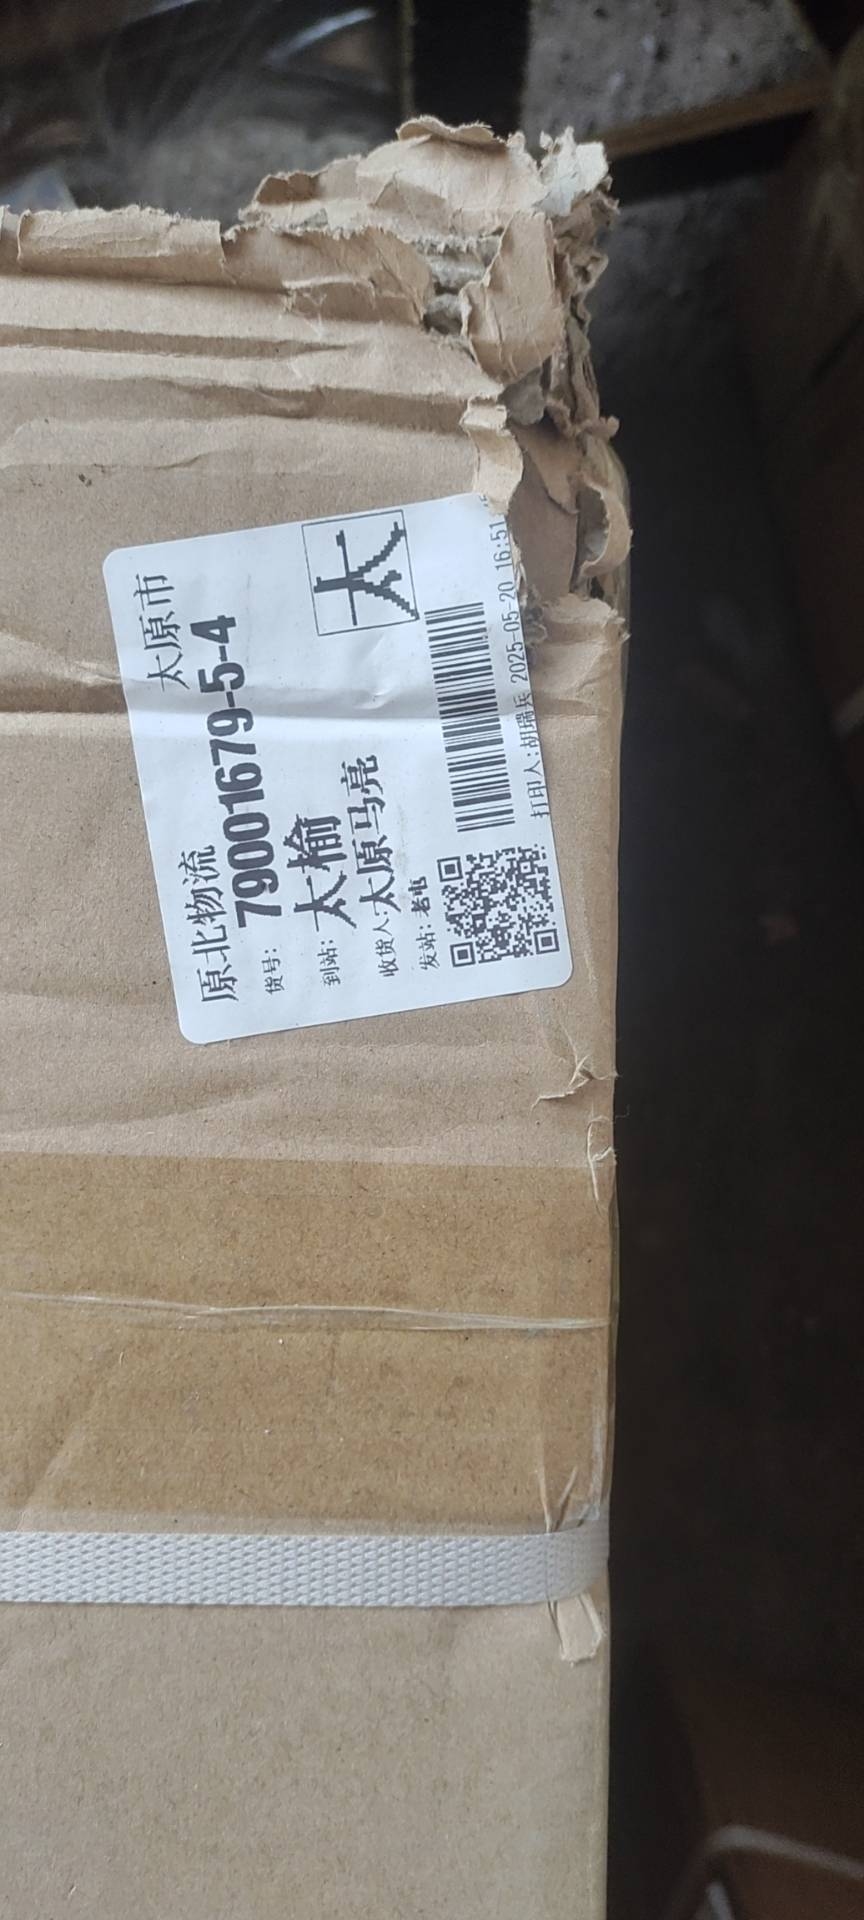 原北物流 太原市
货号: 79001679-5-4
到站: 太榆
太
收货人: 太原马亮
发站: 老屯
打印人: 胡瑞兵 2025-05-20 16:51